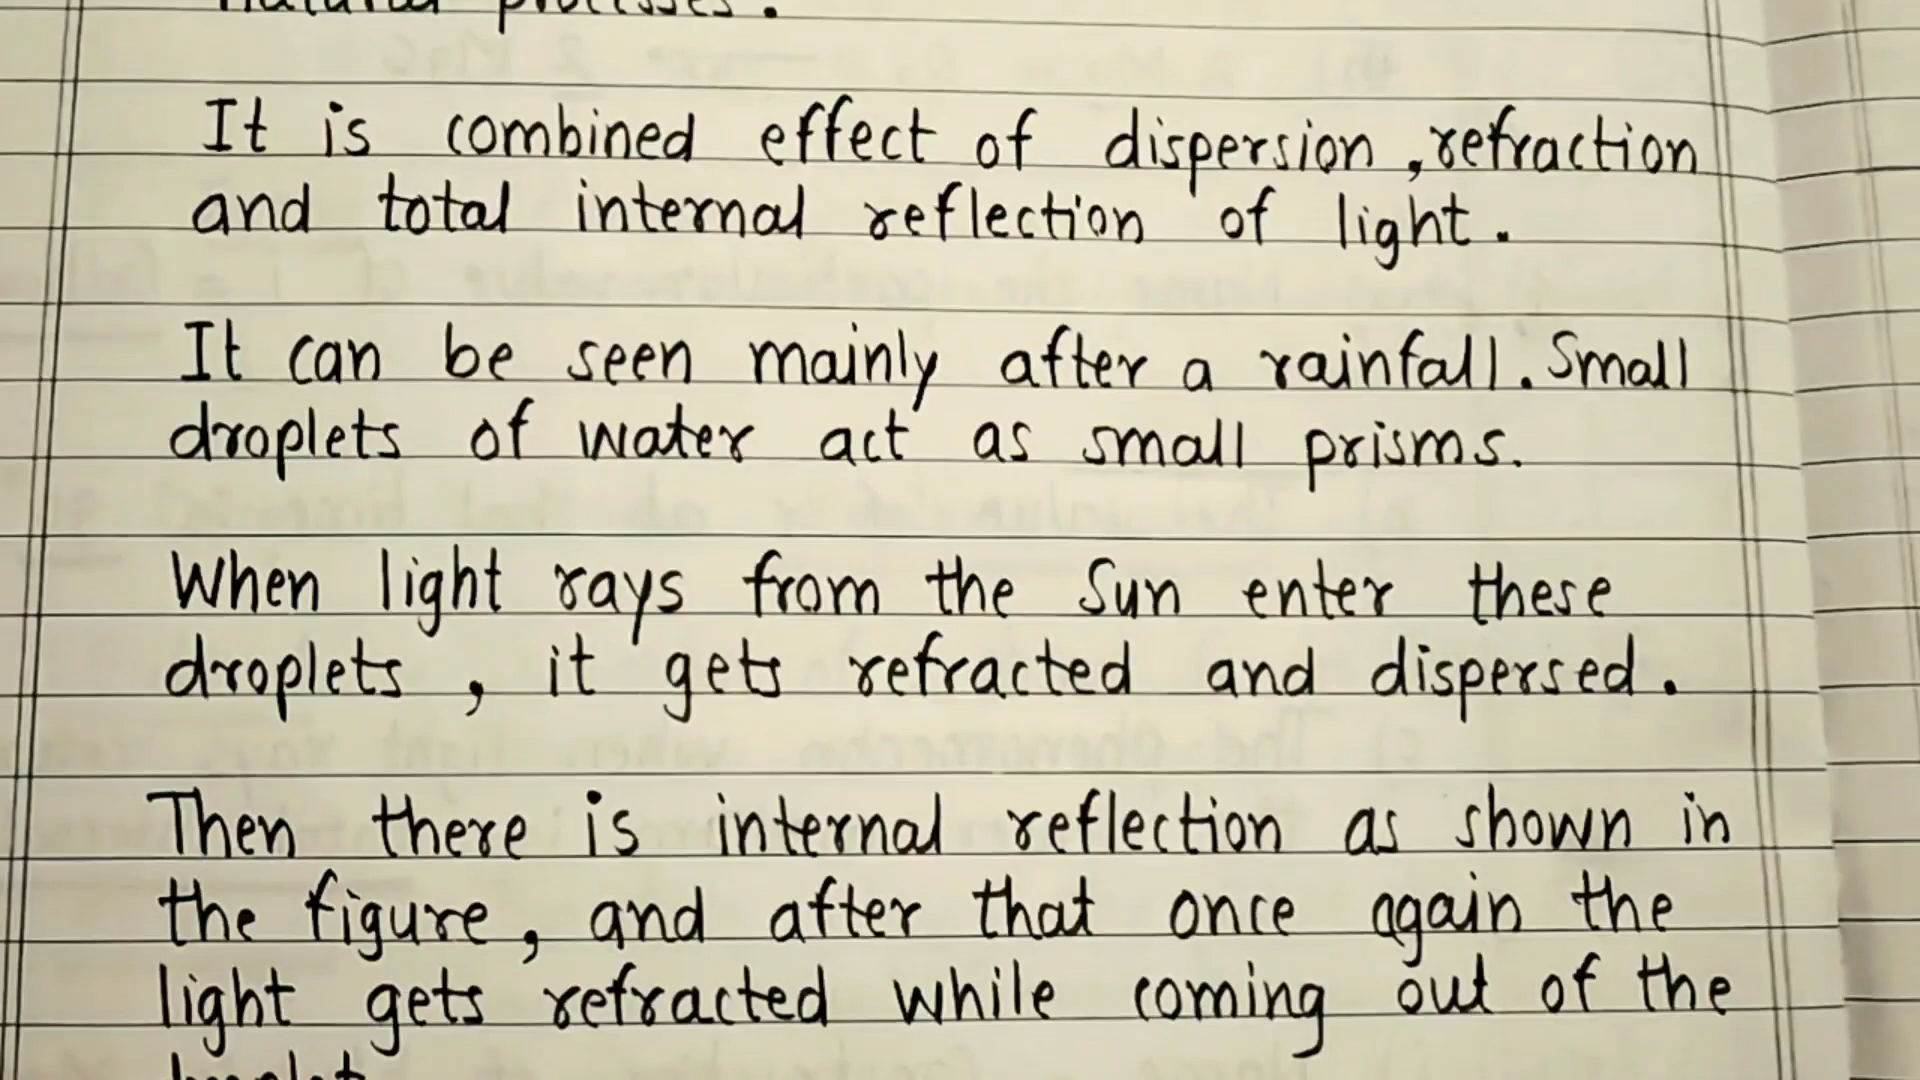 natural processes.
It is combined effect of dispersion, refraction
and total internal reflection of light.
It can be seen mainly after a rainfall. Small
droplets of water act as small prisms.
When light rays from the Sun enter these
droplets, it gets refracted and dispersed.
Then there is internal reflection as shown in
the figure, and after that once again the
light gets refracted while coming out of the